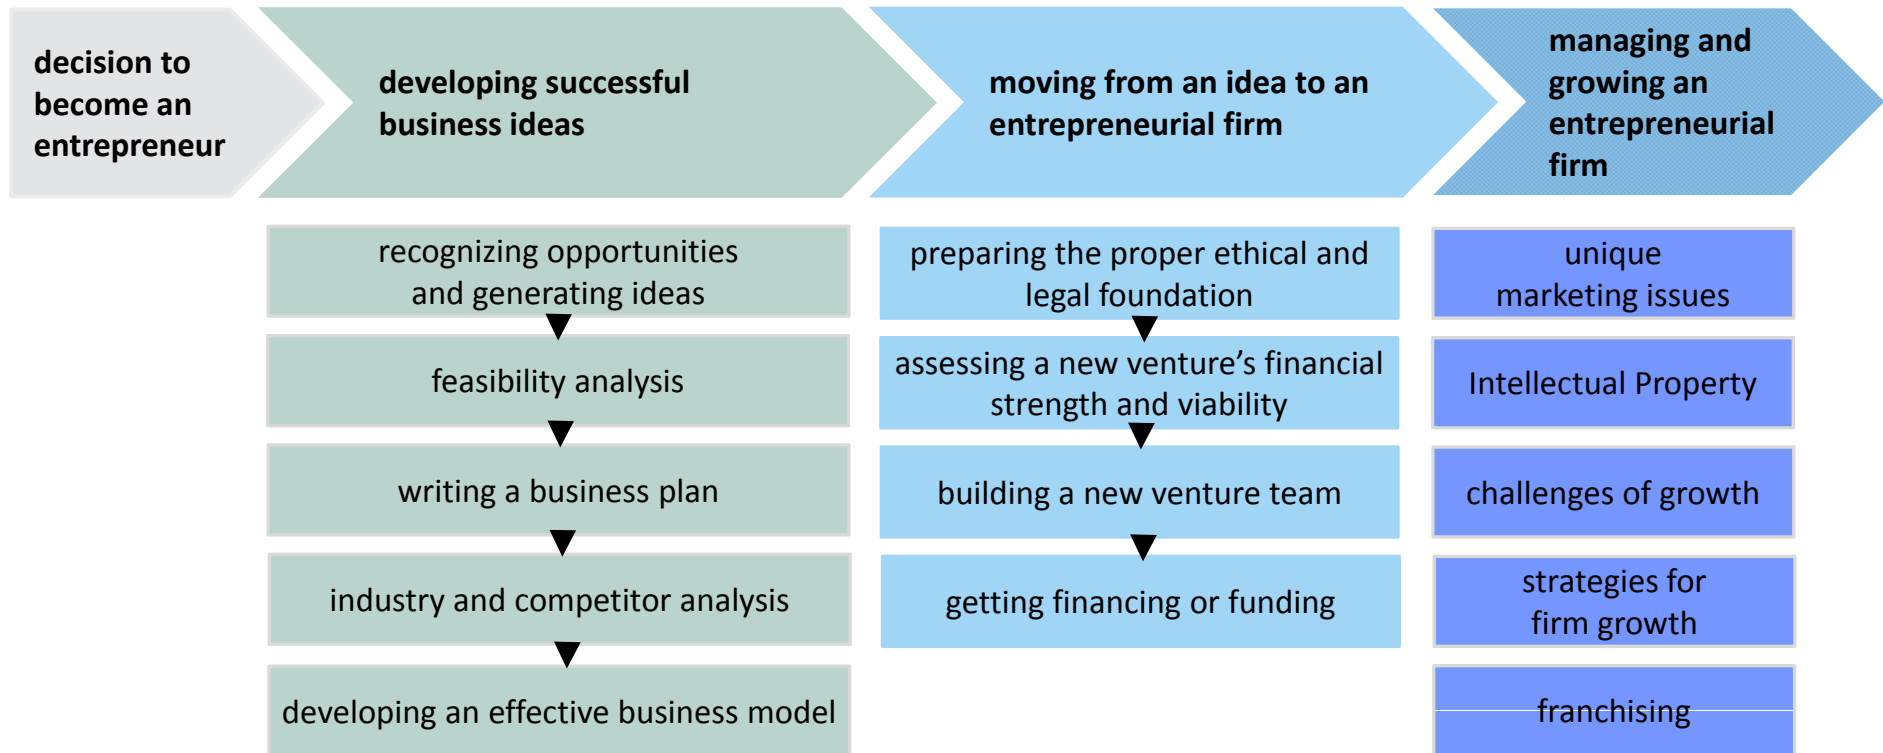 decision to
become an
entrepreneur
developing successful
business ideas
moving from an idea to an
entrepreneurial firm
managing and
growing an
entrepreneurial
firm
recognizing opportunities
and generating ideas
feasibility analysis
writing a business plan
industry and competitor analysis
developing an effective business model
preparing the proper ethical and
legal foundation
assessing a new venture’s financial
strength and viability
building a new venture team
getting financing or funding
unique
marketing issues
Intellectual Property
challenges of growth
strategies for
firm growth
franchising